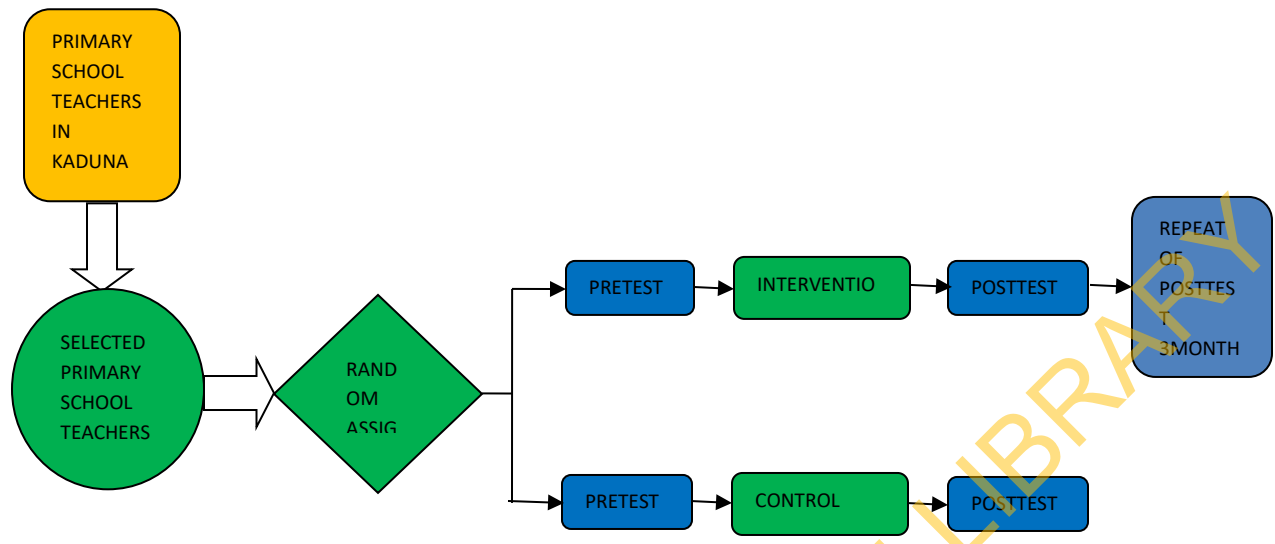 PRIMARY
SCHOOL
TEACHERS
IN
KADUNA
SELECTED
PRIMARY
SCHOOL
TEACHERS
RAND
OM
ASSIG
PRETEST
INTERVENTIO
POSTTEST
REPEAT
OF
POSTTES
T
3MONTH
PRETEST
CONTROL
POSTTEST
LIBRARY